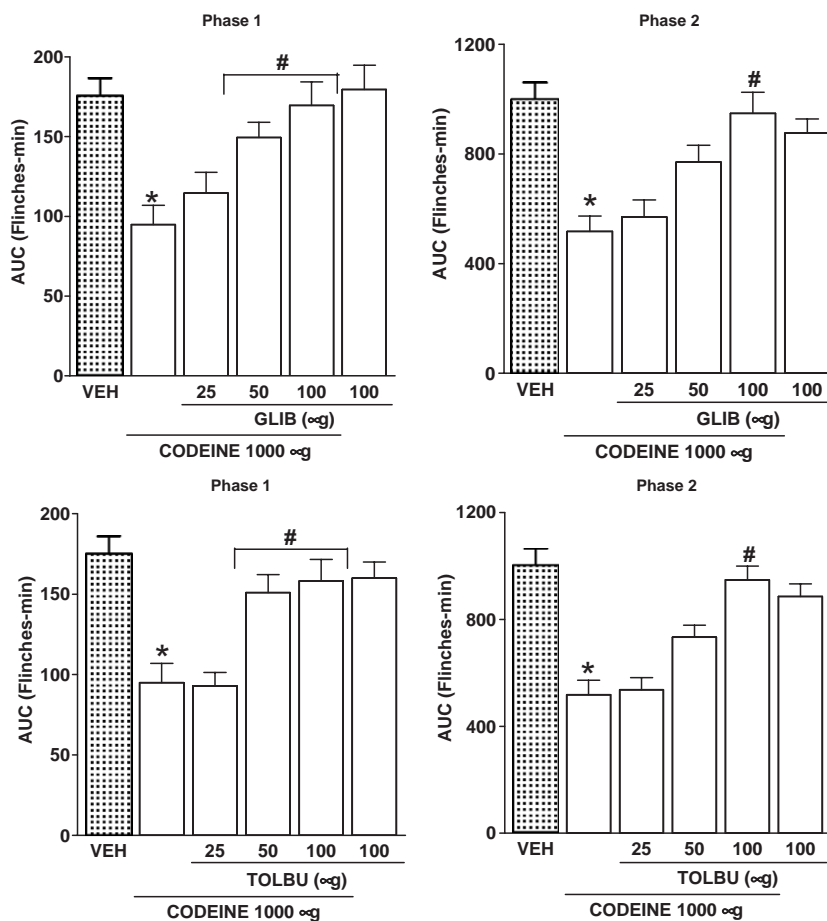 Phase 1
200
150
100
50
0
AUC (Flinches-min)
*
#
VEH
25 50 100 100
GLIB (∞g)
CODEINE 1000 ∞g
Phase 2
1200
800
400
0
AUC (Flinches-min)
*
#
VEH
25 50 100 100
GLIB (∞g)
CODEINE 1000 ∞g
Phase 1
200
150
100
50
0
AUC (Flinches-min)
*
#
VEH
25 50 100 100
TOLBU (∞g)
CODEINE 1000 ∞g
Phase 2
1200
800
400
0
AUC (Flinches-min)
*
#
VEH
25 50 100 100
TOLBU (∞g)
CODEINE 1000 ∞g